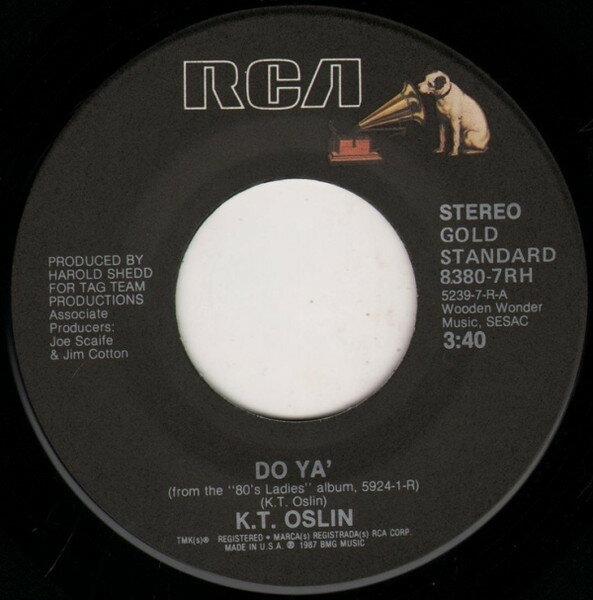 RCA
STEREO
GOLD
STANDARD
8380-7RH
5239-7-R-A
Wooden Wonder
Music, SESAC
3:40
PRODUCED BY
HAROLD SHEDD
FOR TAG TEAM
PRODUCTIONS
Associate
Producers:
Joe Scaife
& Jim Cotton
DO YA'
(from the "80's Ladies" album, 5924-1-R)
(K.T. Oslin)
K.T. OSLIN
TMK(s)® REGISTERED • MARCA(s) REGISTRADA(s) RCA CORP.
MADE IN U.S.A. ℗ 1987 BMG MUSIC